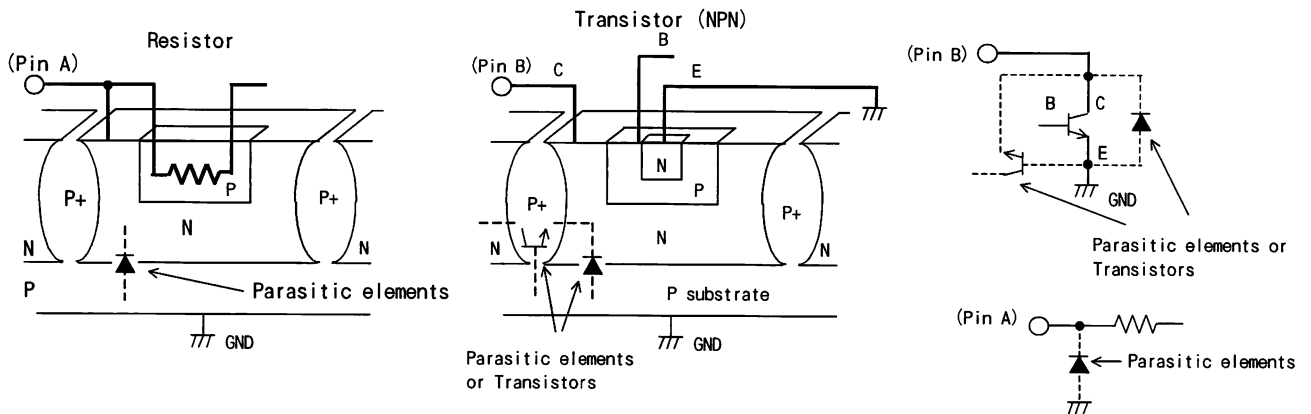 Resistor
(Pin A)
P+
N
P
N
P+
N
P
Parasitic elements
GND
Transistor (NPN)
(Pin B)
C
B
E
N
P
P+
N
N
P+
N
P substrate
GND
Parasitic elements
or Transistors
(Pin B)
B
C
E
GND
Parasitic elements or
Transistors
(Pin A)
Parasitic elements